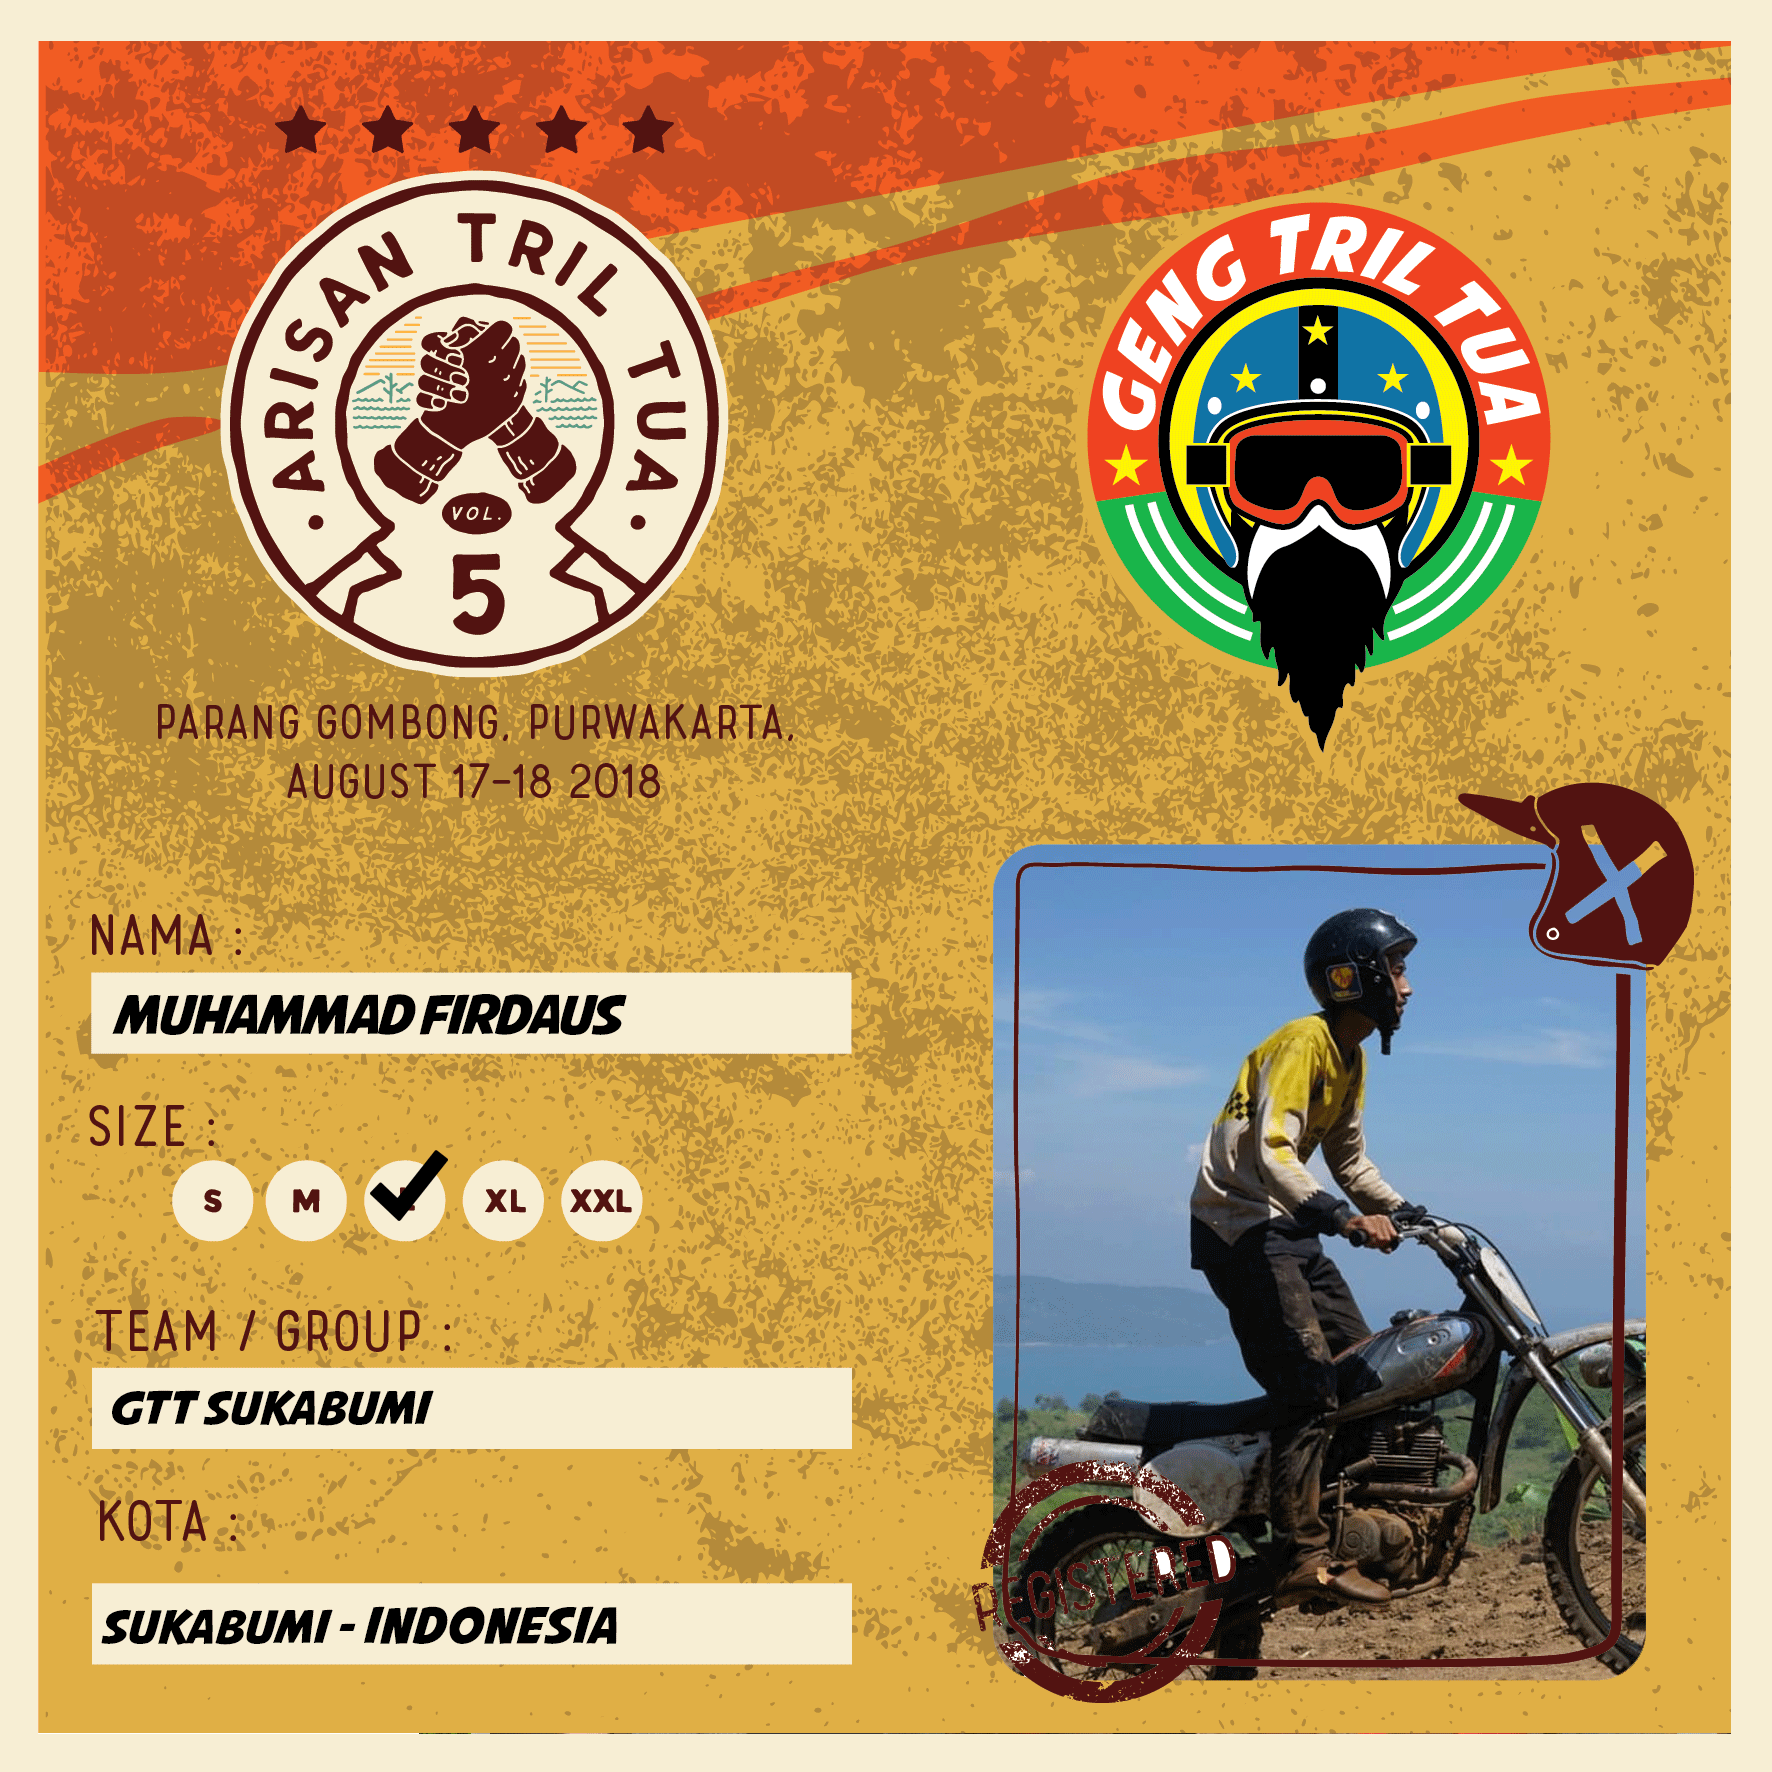 ARISAN TRIL TUA
VOL.
5
GENG TRIL TUA
PARANG GOMBONG, PURWAKARTA,
AUGUST 17-18 2018
NAMA :
MUHAMMAD FIRDAUS
SIZE :
S M XL XXL
TEAM / GROUP :
GTT SUKABUMI
KOTA :
SUKABUMI - INDONESIA
REGISTERED